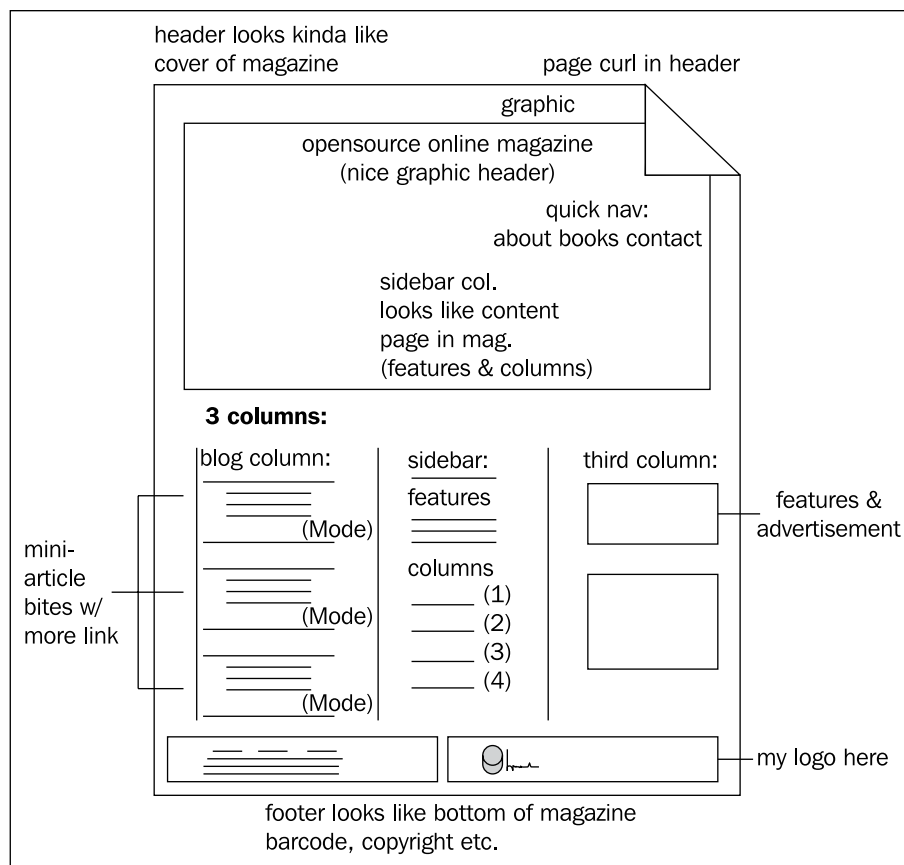 header looks kinda like
cover of magazine
page curl in header
graphic
opensource online magazine
(nice graphic header)
quick nav:
about books contact
sidebar col.
looks like content
page in mag.
(features & columns)
3 columns:
blog column:
sidebar:
third column:
features
(Mode)
features &
advertisement
mini-
article
bites w/
more link
columns
(1)
(Mode)
(2)
(3)
(4)
(Mode)
my logo here
footer looks like bottom of magazine
barcode, copyright etc.